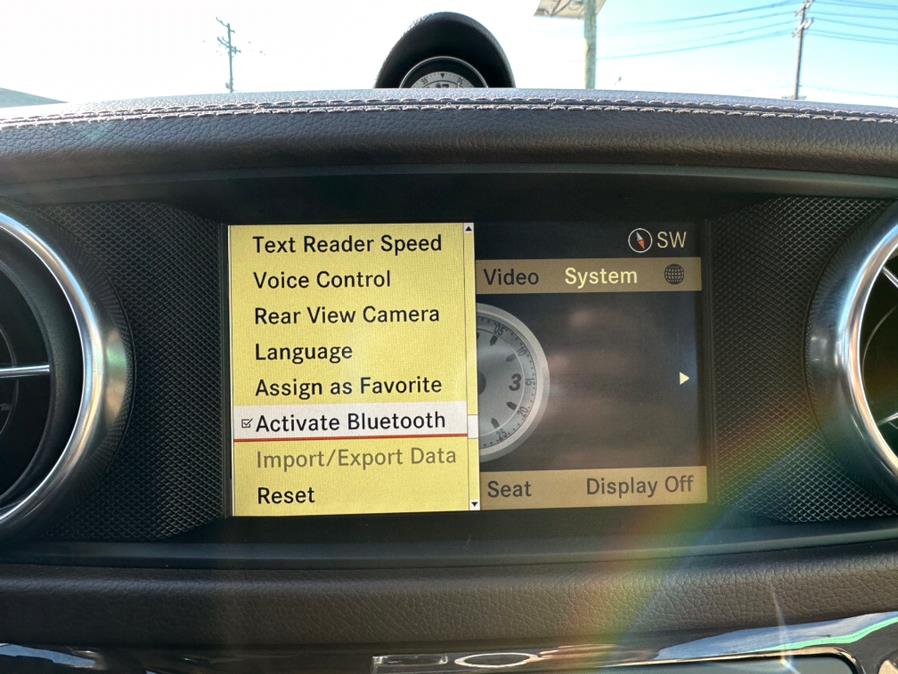 Text Reader Speed
Voice Control
Rear View Camera
Language
Assign as Favorite
Activate Bluetooth
Import/Export Data
Reset
SW
Video System
3
Seat Display Off